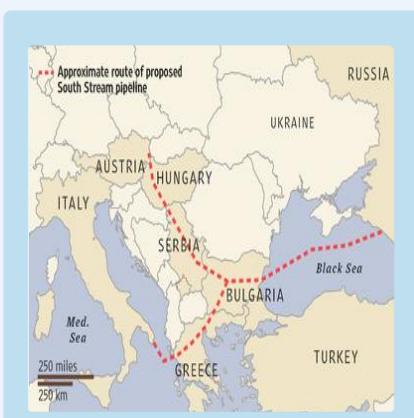 Approximate route of proposed
South Stream pipeline
RUSSIA
UKRAINE
AUSTRIA
HUNGARY
ITALY
SERBIA
Black Sea
BULGARIA
Med.
Sea
TURKEY
GREECE
250 miles
250 km